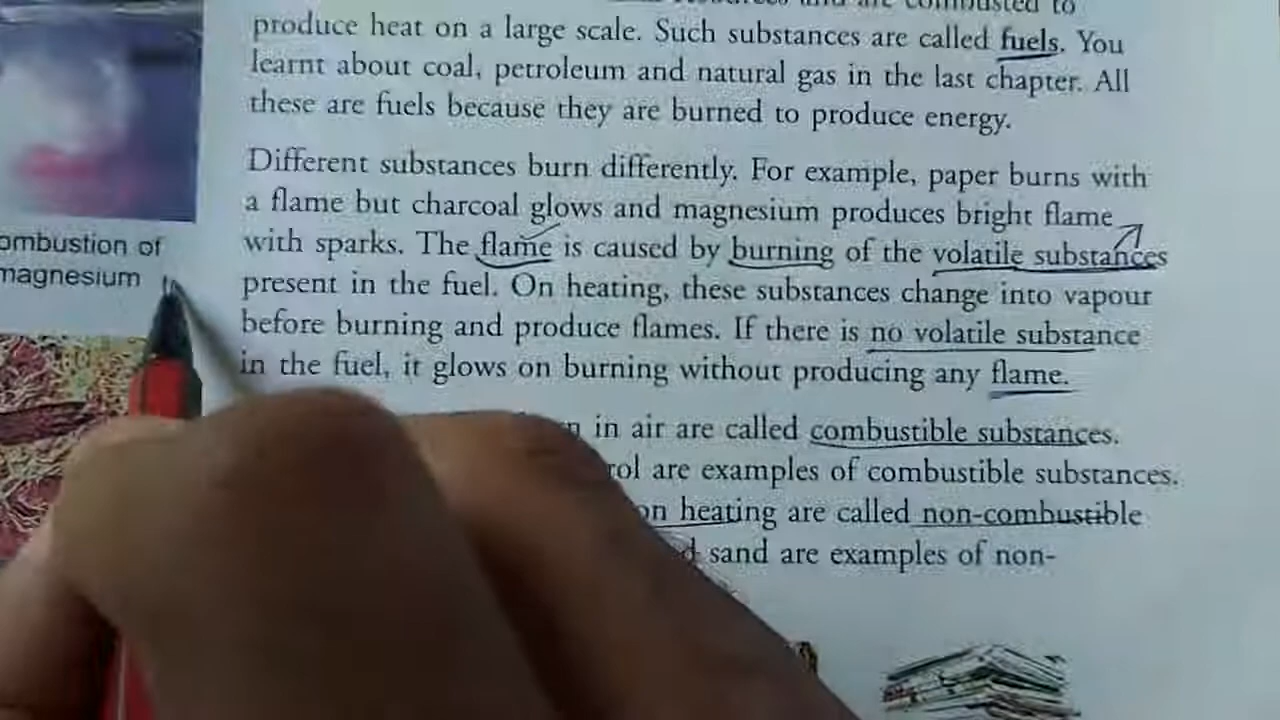 combusted to
produce heat on a large scale. Such substances are called fuels. You
learnt about coal, petroleum and natural gas in the last chapter. All
these are fuels because they are burned to produce energy.
Different substances burn differently. For example, paper burns with
a flame but charcoal glows and magnesium produces bright flame
with sparks. The flame is caused by burning of the volatile substances
present in the fuel. On heating, these substances change into vapour
before burning and produce flames. If there is no volatile substance
in the fuel, it glows on burning without producing any flame.
in air are called combustible substances.
are examples of combustible substances.
on heating are called non-combustible
sand are examples of non-
ombustion of
magnesium